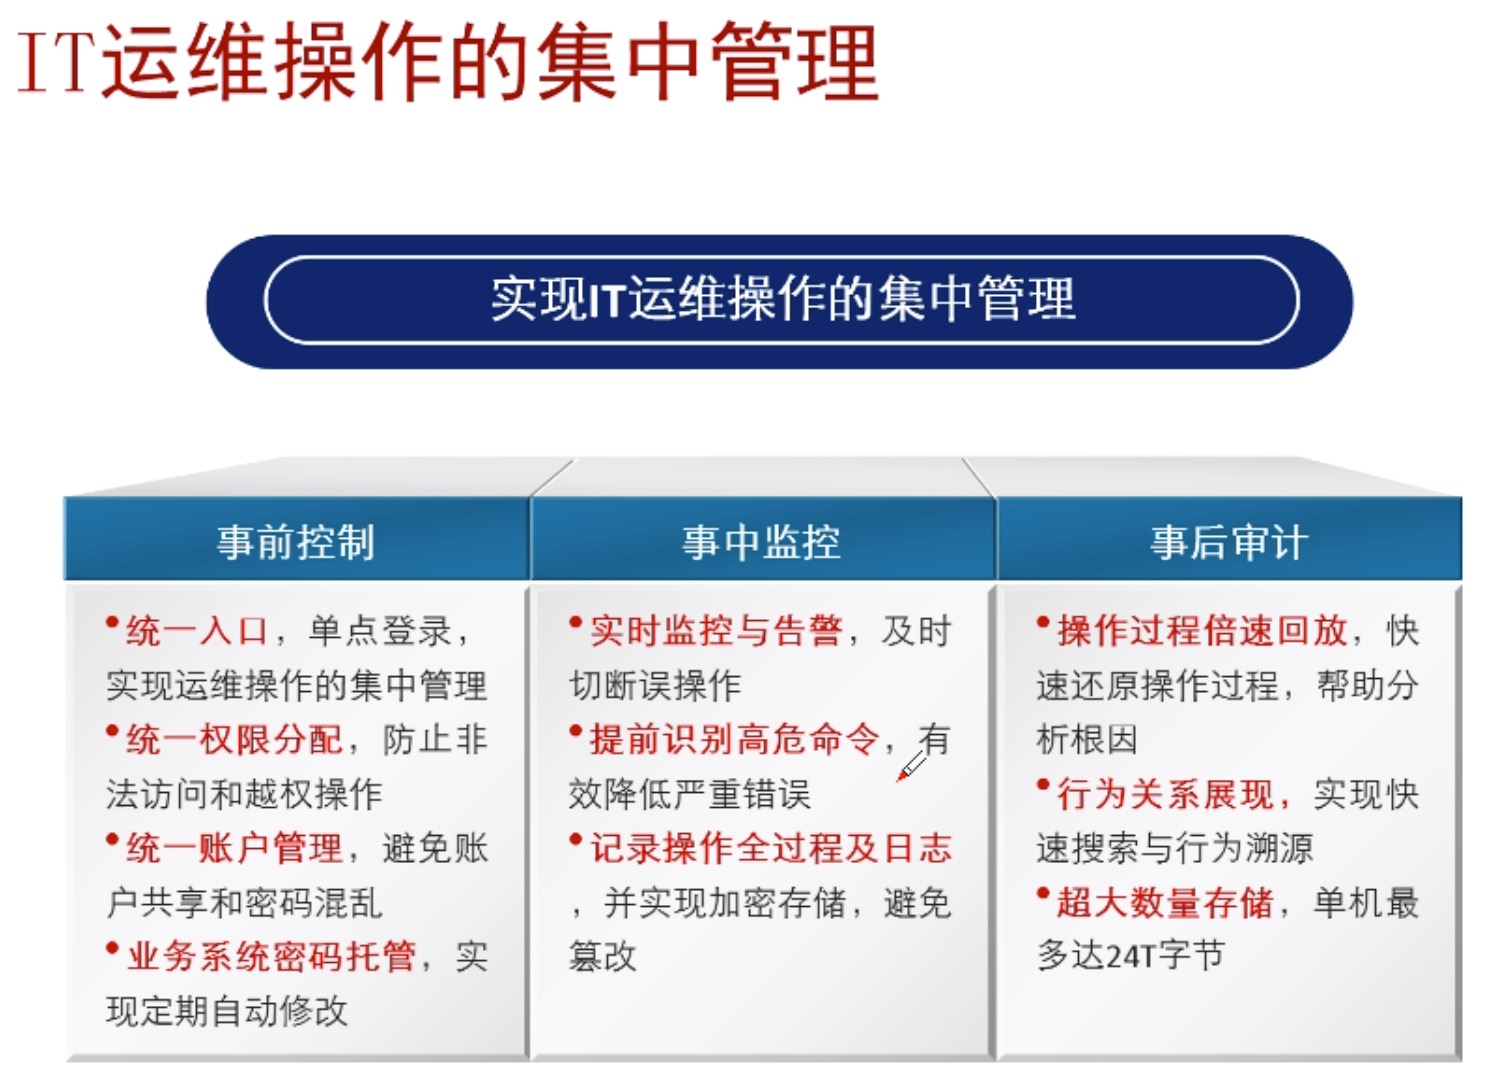 IT运维操作的集中管理
实现IT运维操作的集中管理
事前控制
•统一入口，单点登录，
实现运维操作的集中管理
•统一权限分配，防止非
法访问和越权操作
•统一账户管理，避免账
户共享和密码混乱
•业务系统密码托管，实
现定期自动修改
事中监控
•实时监控与告警，及时
切断误操作
•提前识别高危命令，有
效降低严重错误
•记录操作全过程及日志
，并实现加密存储，避免
篡改
事后审计
•操作过程倍速回放，快
速还原操作过程，帮助分
析根因
•行为关系展现，实现快
速搜索与行为溯源
•超大数量存储，单机最
多达24T字节